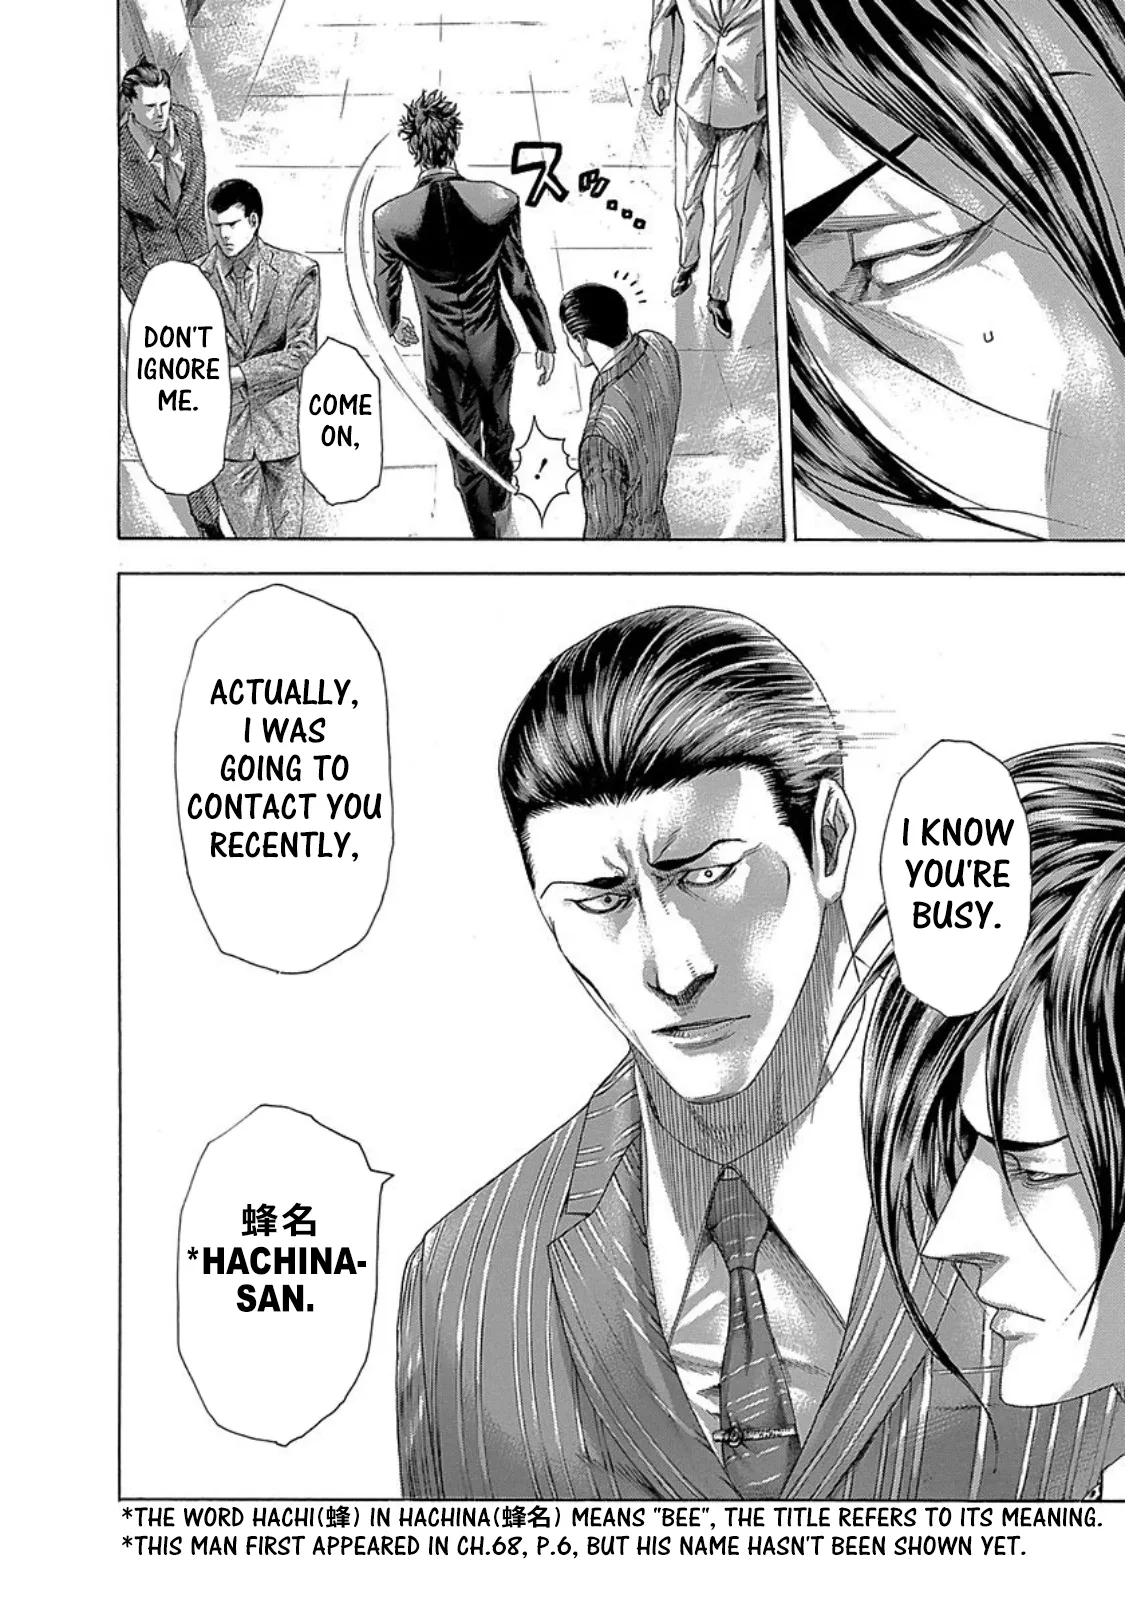 スッ...
COME
ON,
DON'T
IGNORE
ME.
!
I KNOW
YOU'RE
BUSY.
ACTUALLY,
I WAS
GOING TO
CONTACT YOU
RECENTLY,
蜂名
*HACHINA-
SAN.
*THE WORD HACHI(蜂) IN HACHINA(蜂名) MEANS "BEE", THE TITLE REFERS TO ITS MEANING.
*THIS MAN FIRST APPEARED IN CH.68, P.6, BUT HIS NAME HASN'T BEEN SHOWN YET.